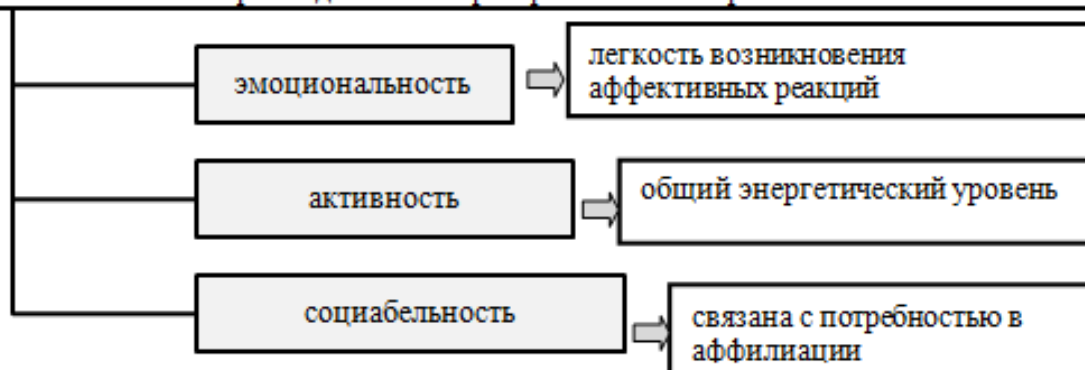 эмоциональность
легкость возникновения
аффективных реакций
активность
общий энергетический уровень
социабельность
связана с потребностью в
аффилиации